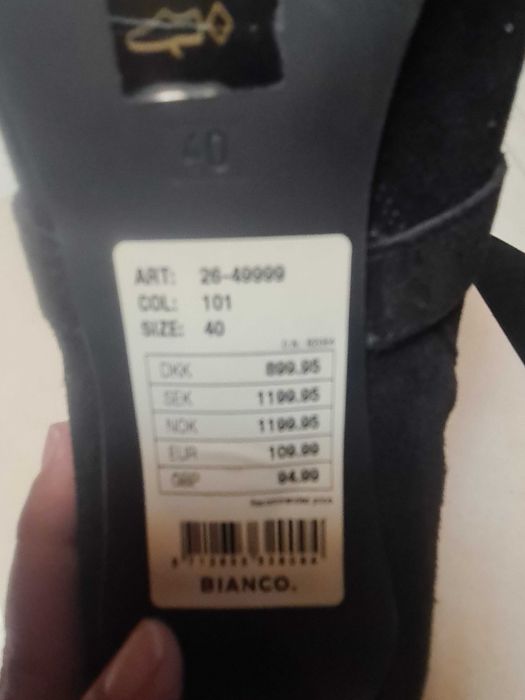 40
ART: 26-49999
COL: 101
SIZE: 40
DKK 899.95
SEK 1199.95
NOK 1199.95
EUR 109.99
GBP 94.99
BIANCO.